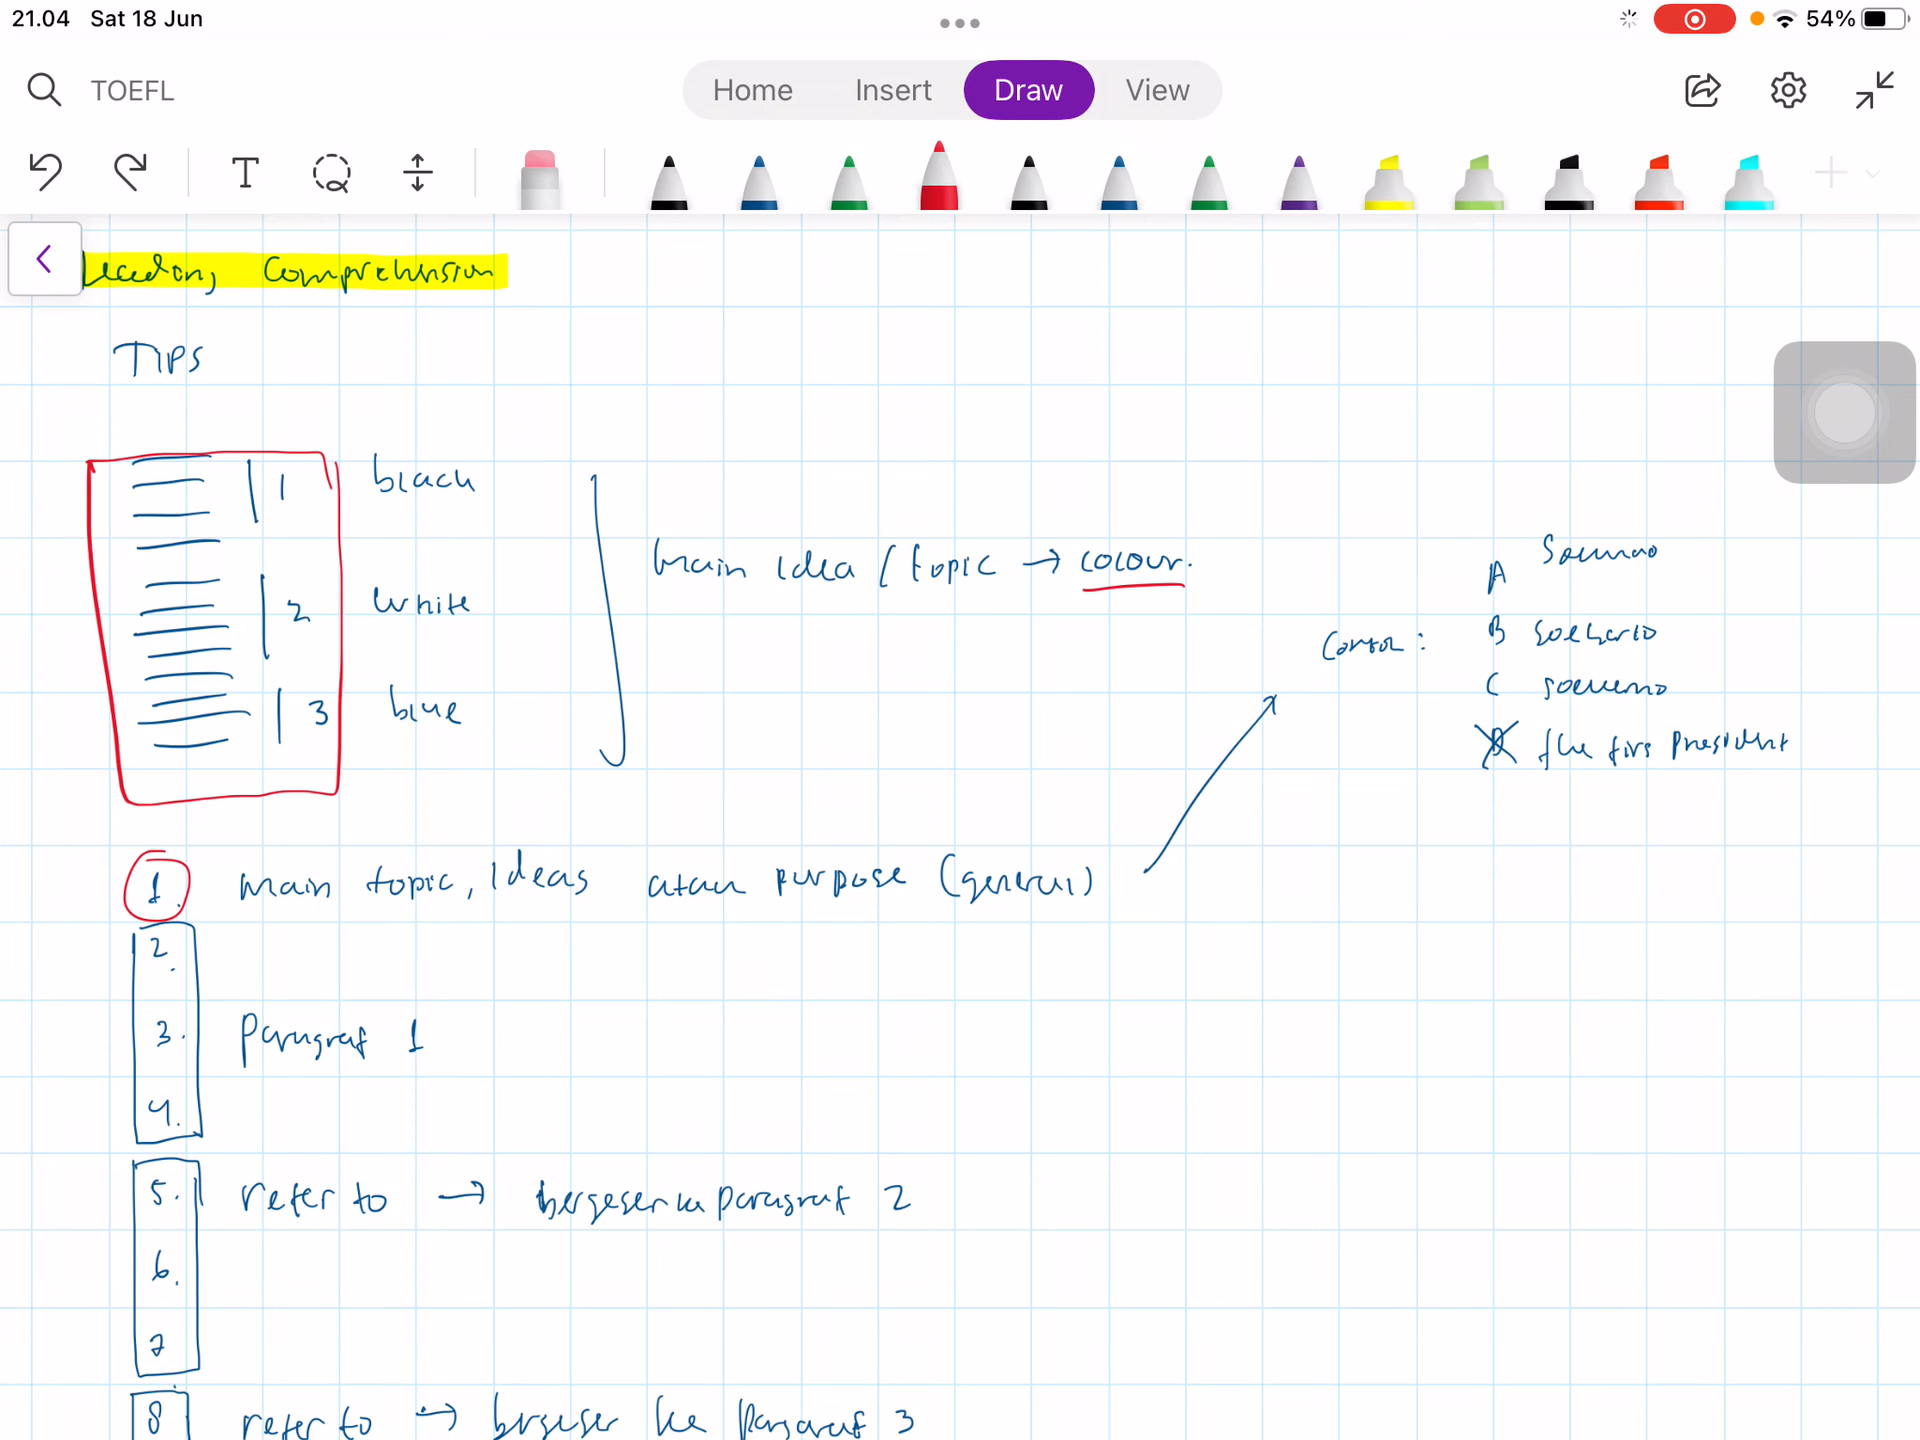 21.04 Sat 18 Jun 54%
TOEFL Home Insert Draw View
T
Comprehension
TIPS
1 black
main idea / topic → colour.
2 white
3 blue
A
B Soeharto
C
D the firs president
1. main topic, Ideas atau purpose (general)
2.
3. Paragraf 1
4.
5. refer to → bergeser ke paragraf 2
6.
7
8 refer to → bergeser ke Paragraf 3